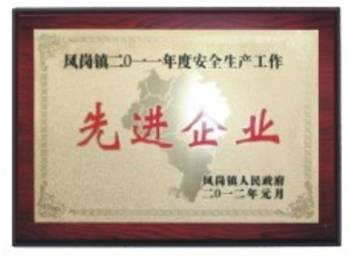 凤岗镇二〇一一年度安全生产工作
先进企业
凤岗镇人民政府
二〇一二年元月